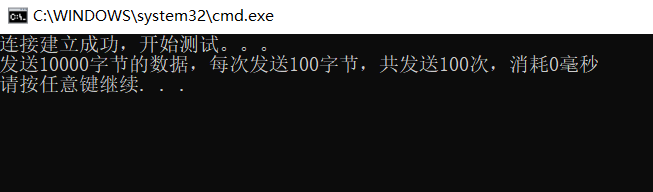 C:\WINDOWS\system32\cmd.exe
连接建立成功，开始测试。。。
发送10000字节的数据，每次发送100字节，共发送100次，消耗0毫秒
请按任意键继续. . .